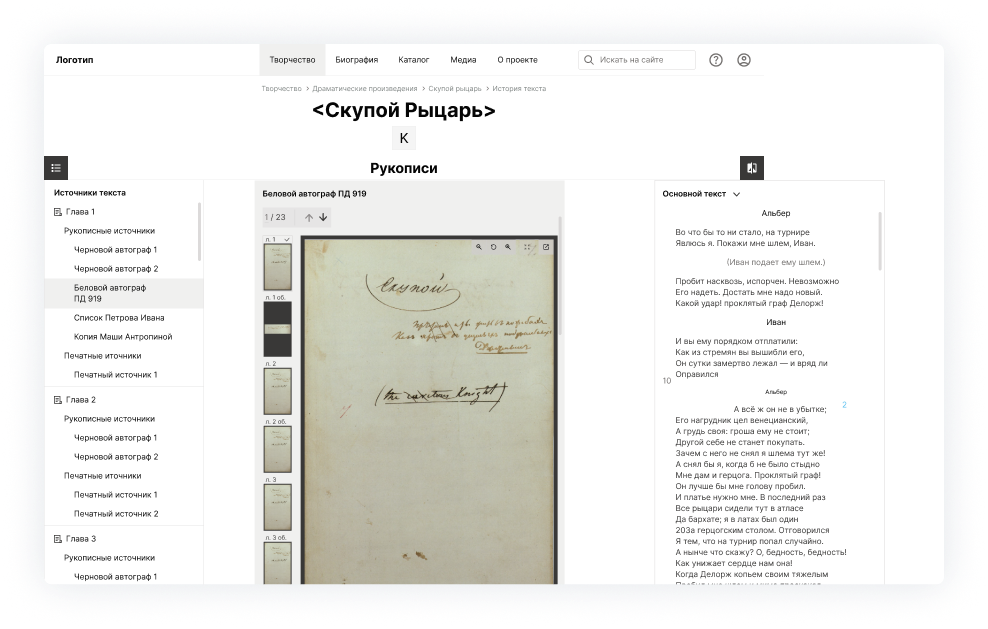 Логотип
Творчество
Биография
Каталог
Медиа
О проекте
Искать на сайте
Творчество > Драматические произведения > Скупой рыцарь > История текста
<Скупой Рыцарь>
К
Рукописи
Источники текста
Глава 1
Рукописные источники
Черновой автограф 1
Черновой автограф 2
Беловой автограф
ПД 919
Список Петрова Ивана
Копия Маши Антропиной
Печатные иточники
Печатный источник 1
Глава 2
Рукописные источники
Черновой автограф 1
Черновой автограф 2
Печатные иточники
Печатный источник 1
Печатный источник 2
Глава 3
Рукописные источники
Черновой автограф 1
Беловой автограф ПД 919
1 / 23
л. 1
л. 1 об.
л. 2
л. 2 об.
л. 3
л. 3 об.
Скупой
(the
Knight)
Основной текст
Альбер
Во что бы то ни стало, на турнире
Явлюсь я. Покажи мне шлем, Иван.
(Иван подает ему шлем.)
Пробит насквозь, испорчен. Невозможно
Его надеть. Достать мне надо новый.
Какой удар! проклятый граф Делорж!
Иван
И вы ему порядком отплатили:
Как из стремян вы вышибли его,
Он сутки замертво лежал — и вряд ли
Оправился
10
Альбер
2
А всё ж он не в убытке;
Его нагрудник цел венецианский,
А грудь своя: гроша ему не стоит;
Другой себе не станет покупать.
Зачем с него не снял я шлема тут же!
А снял бы я, когда б не было стыдно
Мне дам и герцога. Проклятый граф!
Он лучше бы мне голову пробил.
И платье нужно мне. В последний раз
Все рыцари сидели тут в атласе
Да бархате; я в латах был один
203а герцогским столом. Отговорился
Я тем, что на турнир попал случайно.
А нынче что скажу? О, бедность, бедность!
Как унижает сердце нам она!
Когда Делорж копьем своим тяжелым